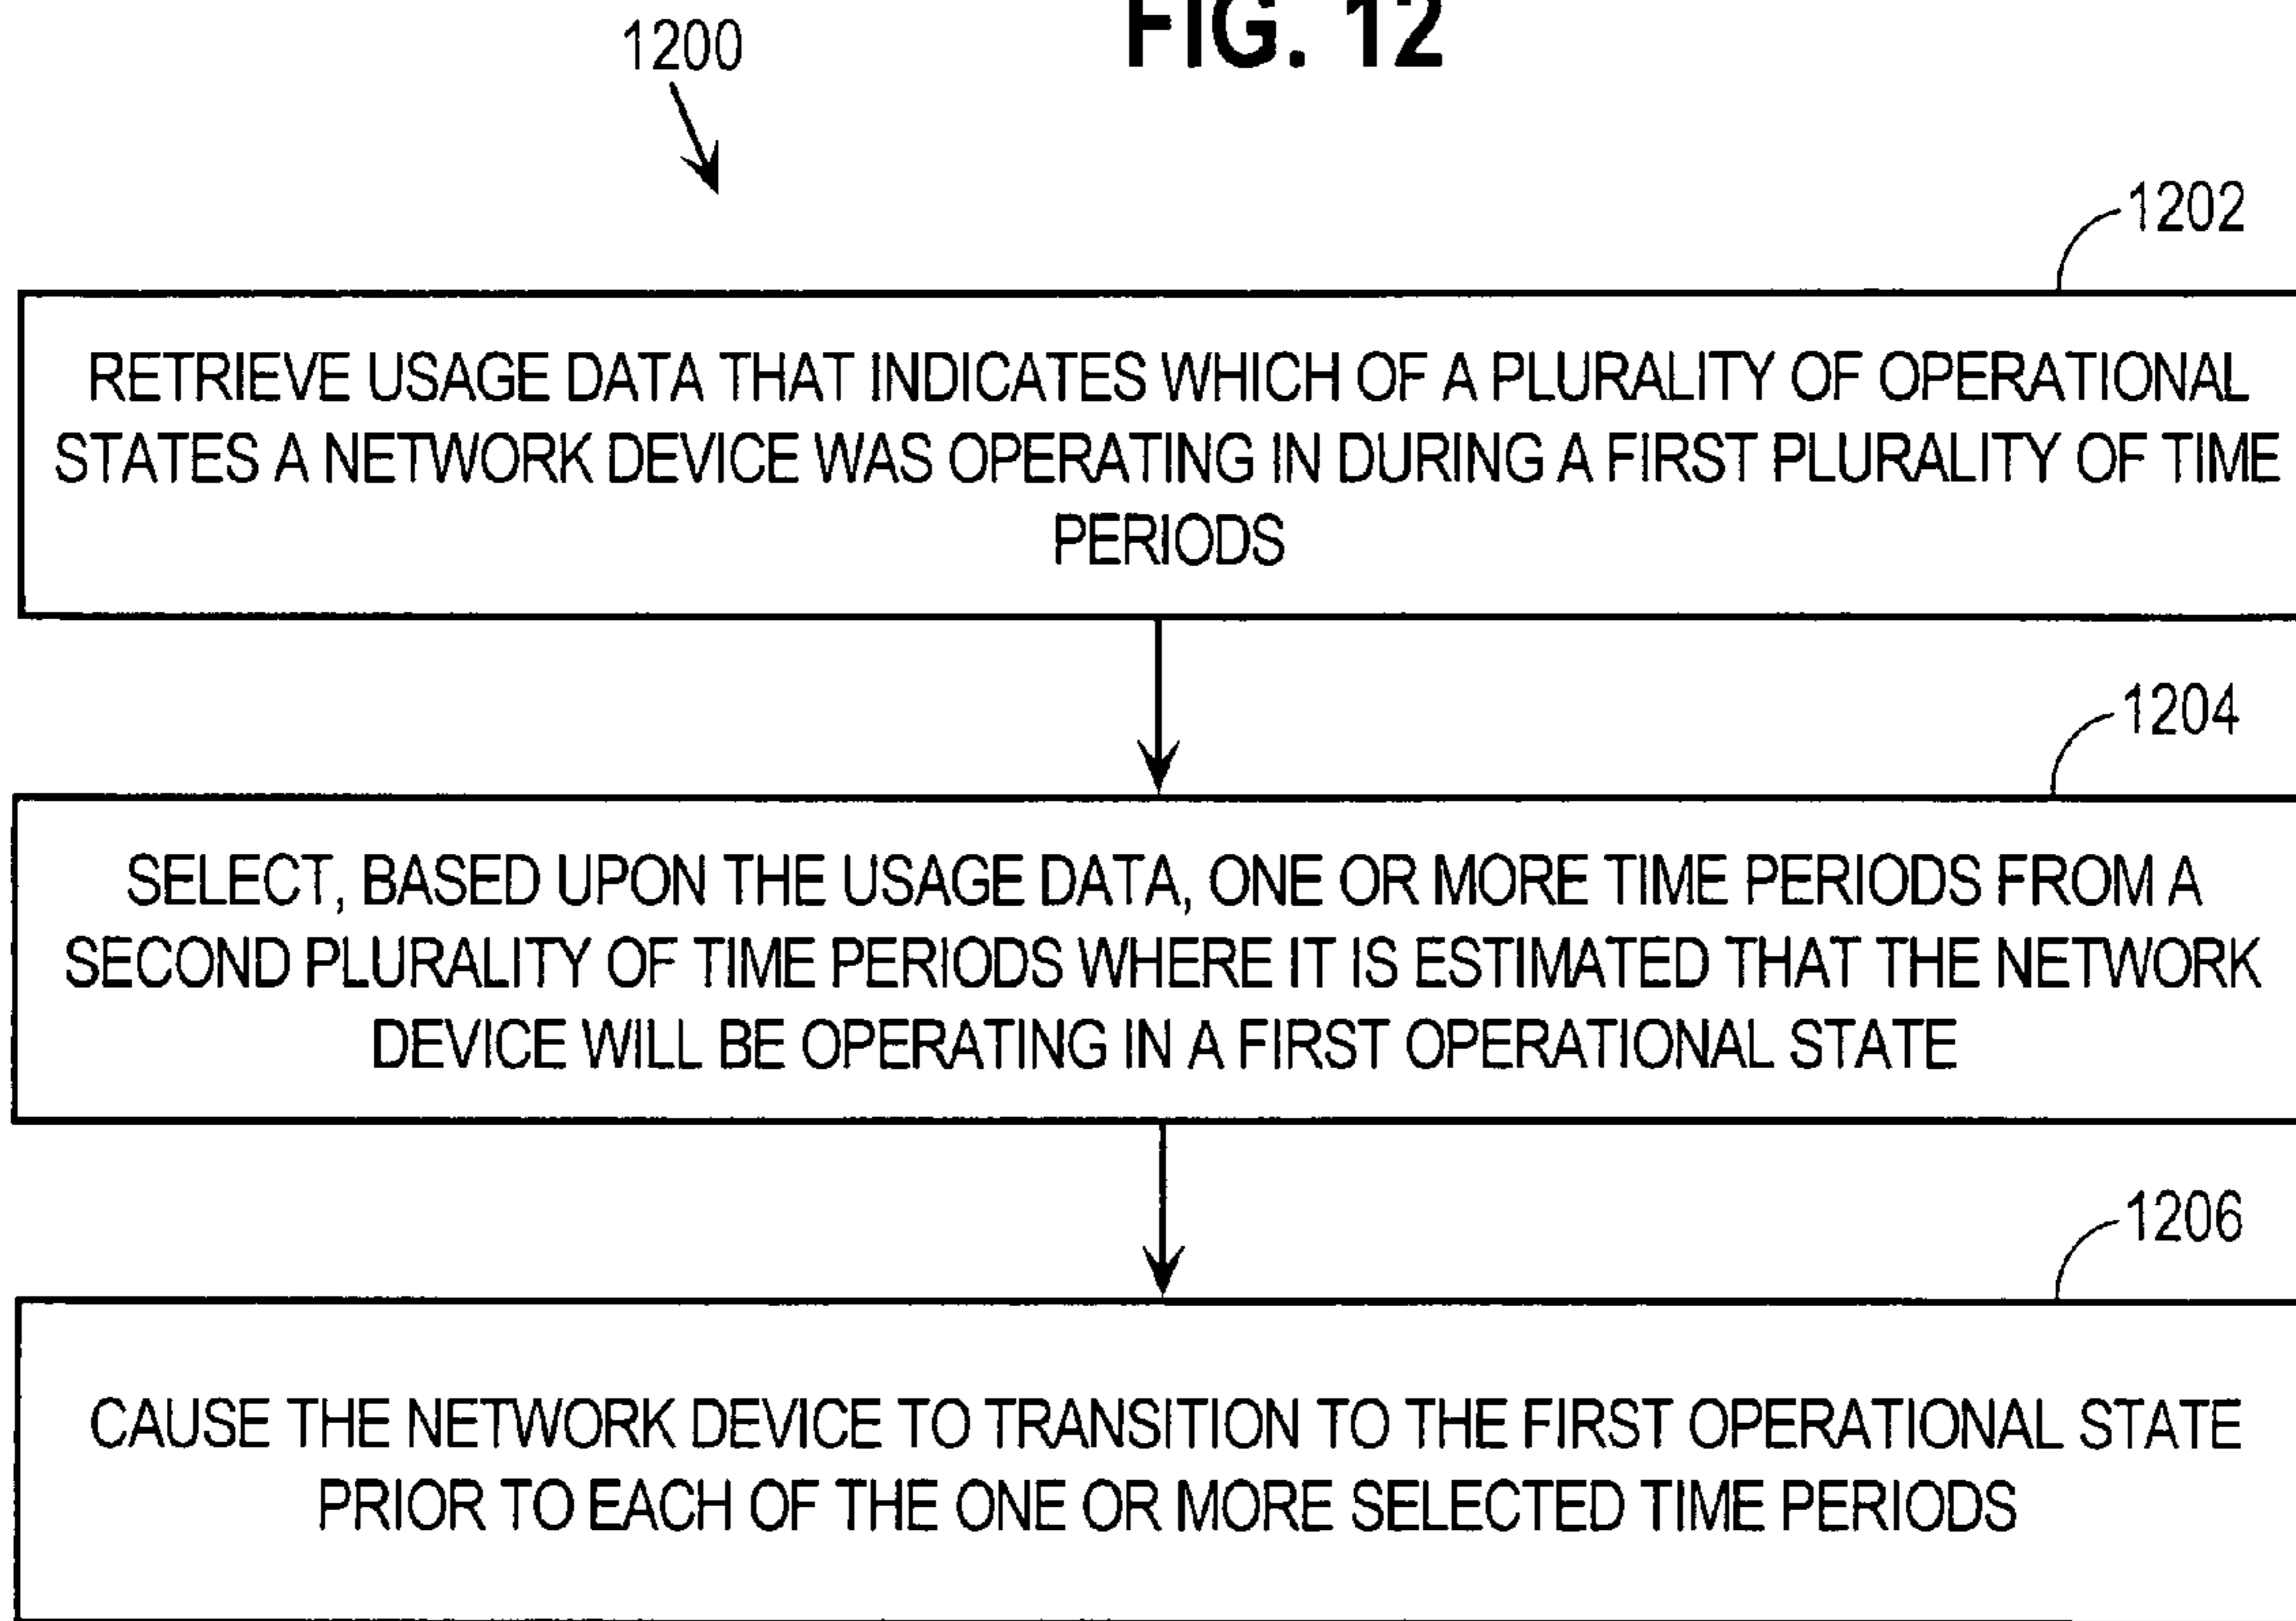 FIG. 12
1200
1202
RETRIEVE USAGE DATA THAT INDICATES WHICH OF A PLURALITY OF OPERATIONAL
STATES A NETWORK DEVICE WAS OPERATING IN DURING A FIRST PLURALITY OF TIME
PERIODS
1204
SELECT, BASED UPON THE USAGE DATA, ONE OR MORE TIME PERIODS FROM A
SECOND PLURALITY OF TIME PERIODS WHERE IT IS ESTIMATED THAT THE NETWORK
DEVICE WILL BE OPERATING IN A FIRST OPERATIONAL STATE
1206
CAUSE THE NETWORK DEVICE TO TRANSITION TO THE FIRST OPERATIONAL STATE
PRIOR TO EACH OF THE ONE OR MORE SELECTED TIME PERIODS